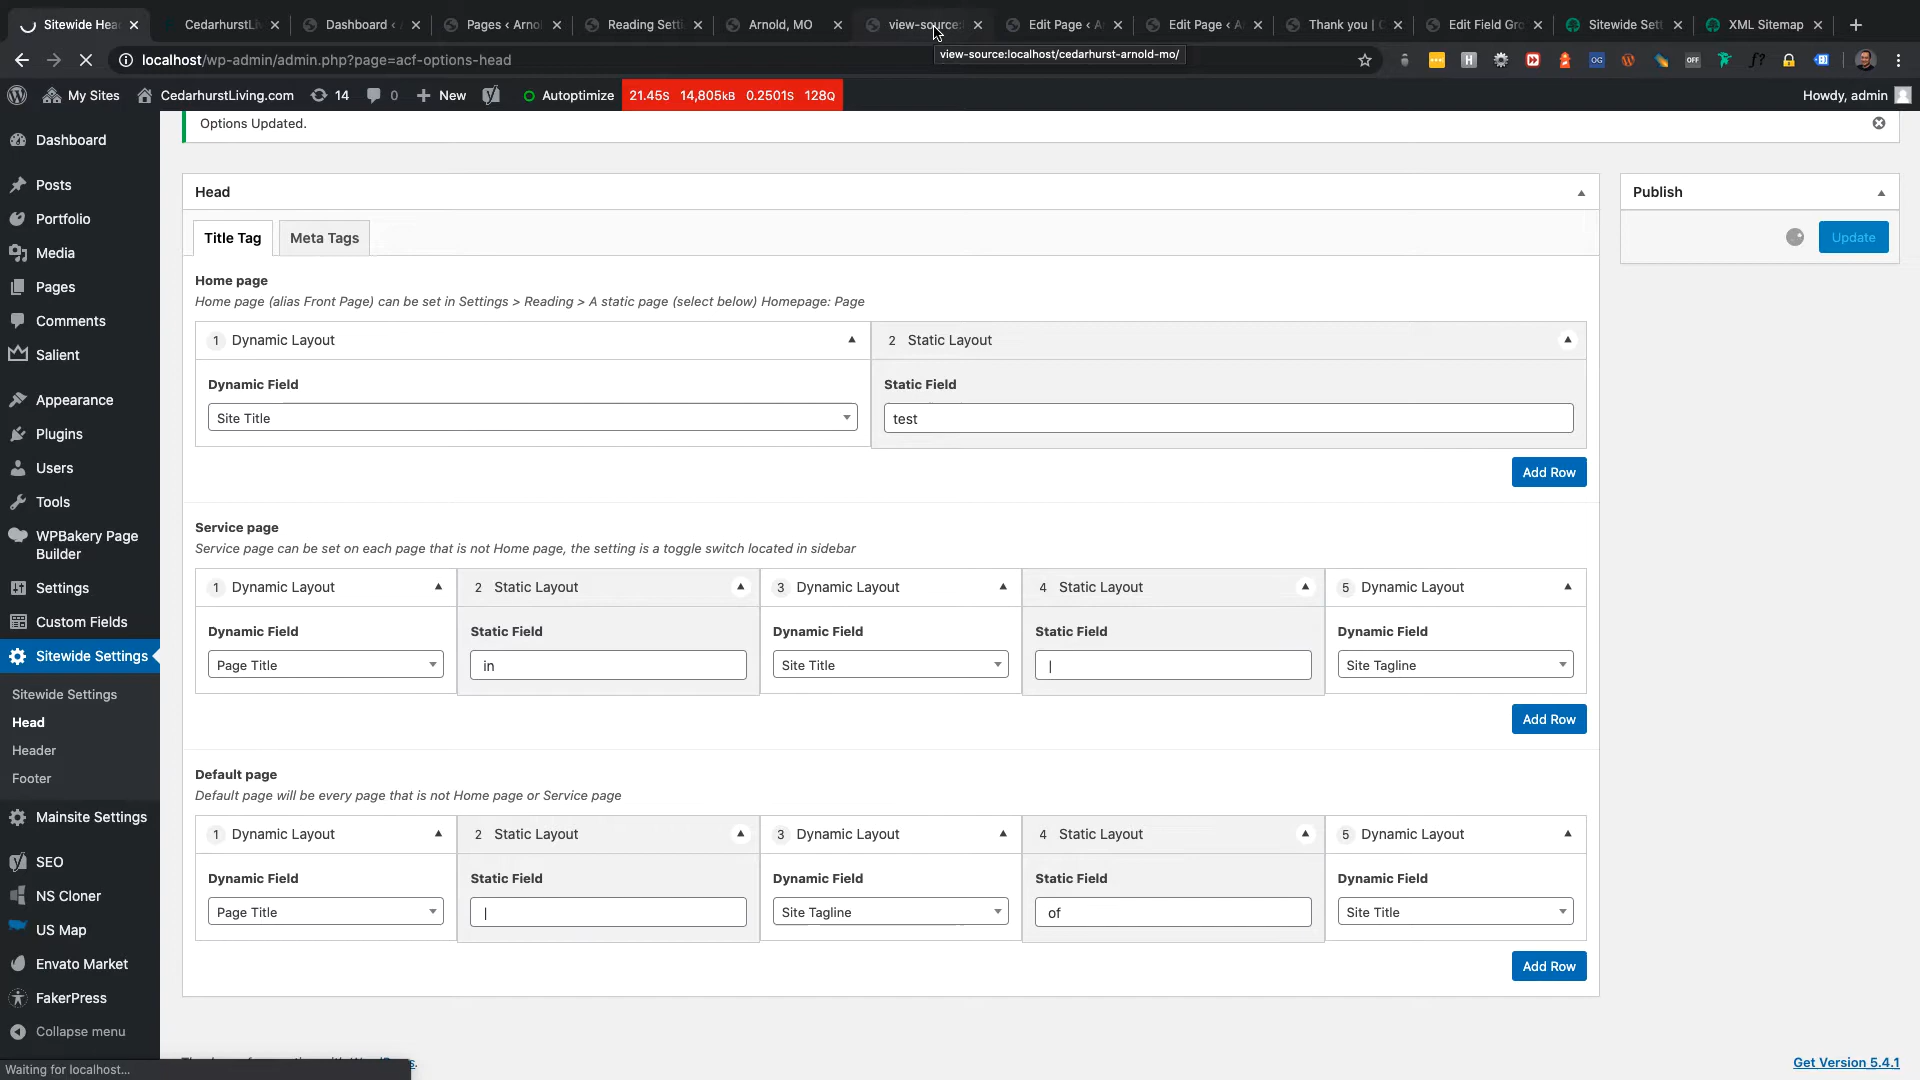 Sitewide Hea
CedarhurstLiv
Dashboard ‹
Pages ‹ Arno
Reading Sett
Arnold, MO
view-source:
Edit Page ‹ A
Edit Page ‹ A
Thank you | C
Edit Field Gro
Sitewide Sett
XML Sitemap
localhost/wp-admin/admin.php?page=acf-options-head
view-source:localhost/cedarhurst-arnold-mo/
My Sites
CedarhurstLiving.com
14
0
New
Autoptimize
21.45S 14,805KB 0.2501S 128Q
Howdy, admin
Dashboard
Posts
Portfolio
Media
Pages
Comments
Salient
Appearance
Plugins
Users
Tools
WPBakery Page
Builder
Settings
Custom Fields
Sitewide Settings
Sitewide Settings
Head
Header
Footer
Mainsite Settings
SEO
NS Cloner
US Map
Envato Market
FakerPress
Collapse menu
Waiting for localhost...
Options Updated.
Head
Title Tag
Meta Tags
Home page
Home page (alias Front Page) can be set in Settings > Reading > A static page (select below) Homepage: Page
1 Dynamic Layout
2 Static Layout
Dynamic Field
Static Field
Site Title
test
Add Row
Service page
Service page can be set on each page that is not Home page, the setting is a toggle switch located in sidebar
1 Dynamic Layout
2 Static Layout
3 Dynamic Layout
4 Static Layout
5 Dynamic Layout
Dynamic Field
Static Field
Dynamic Field
Static Field
Dynamic Field
Page Title
in
Site Title
|
Site Tagline
Add Row
Default page
Default page will be every page that is not Home page or Service page
1 Dynamic Layout
2 Static Layout
3 Dynamic Layout
4 Static Layout
5 Dynamic Layout
Dynamic Field
Static Field
Dynamic Field
Static Field
Dynamic Field
Page Title
|
Site Tagline
of
Site Title
Add Row
Publish
Update
Get Version 5.4.1